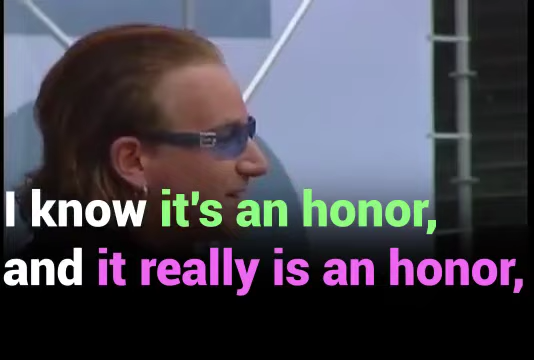 I know it's an honor,
and it really is an honor,